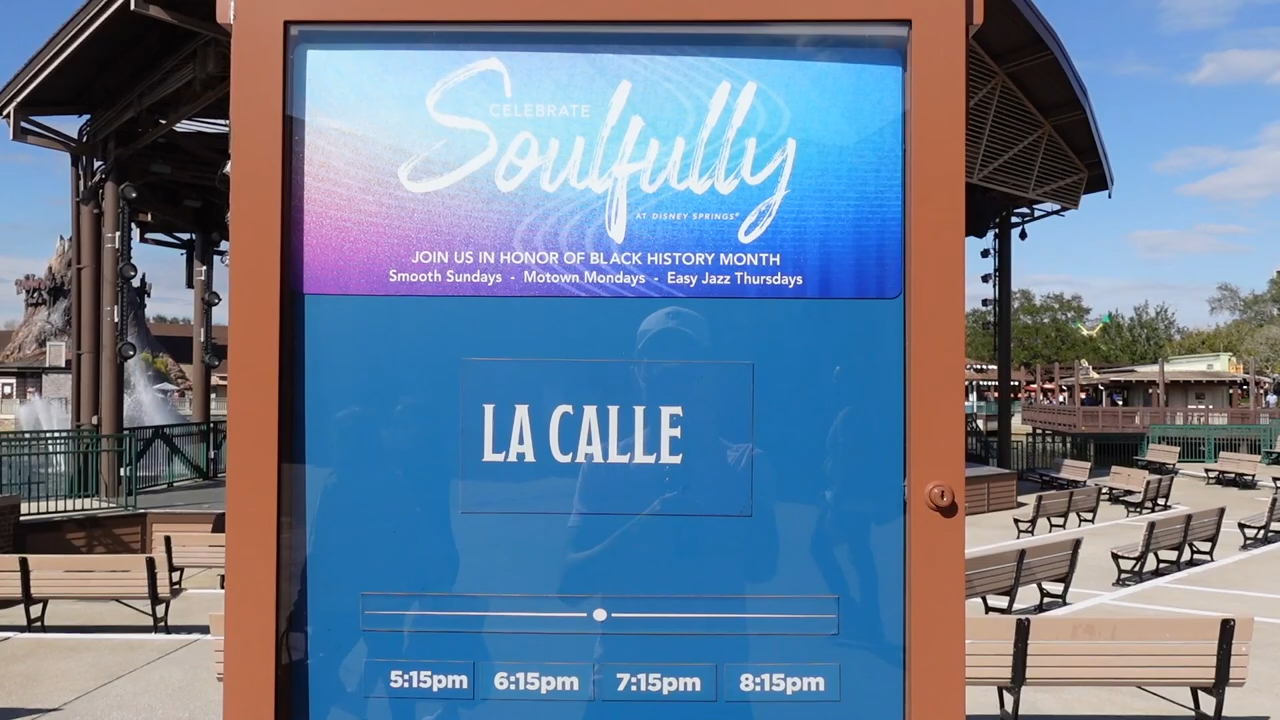 CELEBRATE
Soulfully
AT DISNEY SPRINGS®
JOIN US IN HONOR OF BLACK HISTORY MONTH
Smooth Sundays - Motown Mondays - Easy Jazz Thursdays
LA CALLE
5:15pm 6:15pm 7:15pm 8:15pm